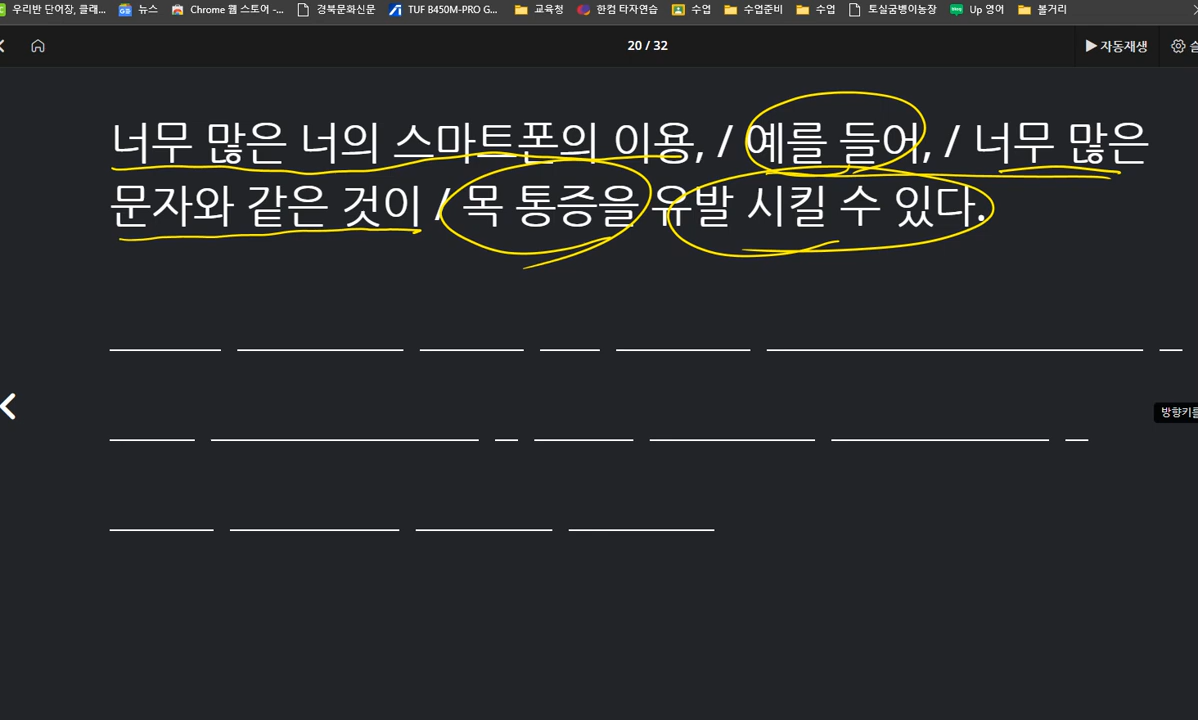 우리반 단어장, 클래... 뉴스 Chrome 웹 스토어 -... 경북문화신문 TUF B450M-PRO G... 교육청 한컴 타자연습 수업 수업준비 수업 토실굼벵이농장 Up 영어 볼거리
20 / 32 ▶ 자동재생
너무 많은 너의 스마트폰의 이용, / 예를 들어, / 너무 많은
문자와 같은 것이 / 목 통증을 유발 시킬 수 있다.
방향키를